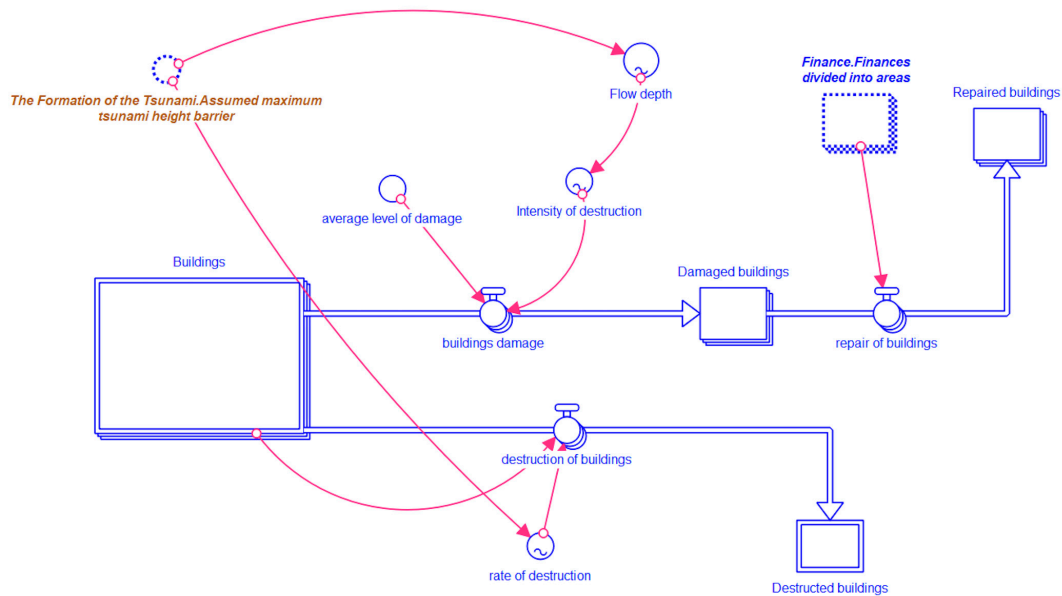 The Formation of the Tsunami.Assumed maximum
tsunami height barrier
Flow depth
Finance.Finances
divided into areas
Repaired buildings
average level of damage
Intensity of destruction
Buildings
Damaged buildings
buildings damage
repair of buildings
destruction of buildings
rate of destruction
Destructed buildings